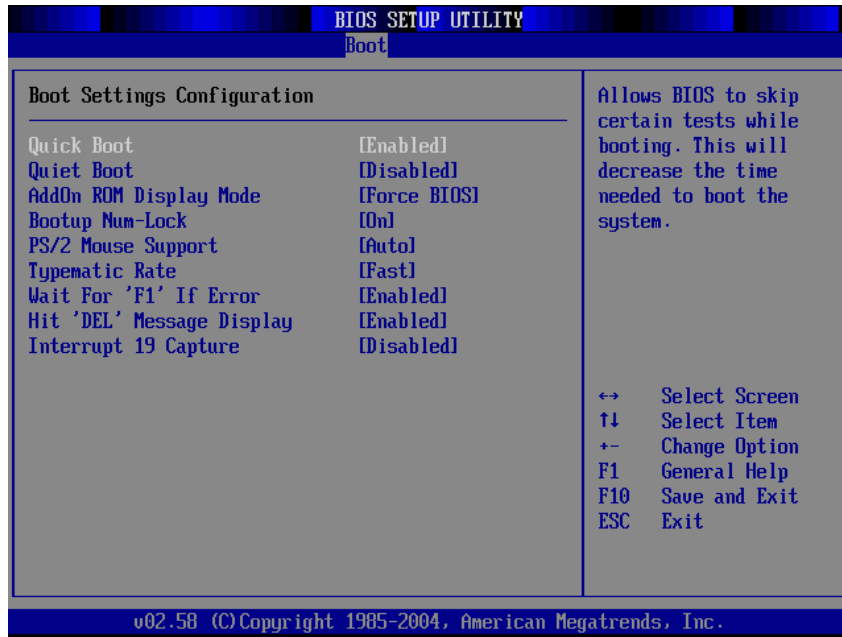 BIOS SETUP UTILITY
Boot
Boot Settings Configuration
Quick Boot [Enabled]
Quiet Boot [Disabled]
AddOn ROM Display Mode [Force BIOS]
Bootup Num-Lock [On]
PS/2 Mouse Support [Auto]
Typematic Rate [Fast]
Wait For 'F1' If Error [Enabled]
Hit 'DEL' Message Display [Enabled]
Interrupt 19 Capture [Disabled]
Allows BIOS to skip
certain tests while
booting. This will
decrease the time
needed to boot the
system.
↔ Select Screen
↑↓ Select Item
+- Change Option
F1 General Help
F10 Save and Exit
ESC Exit
v02.58 (C)Copyright 1985-2004, American Megatrends, Inc.